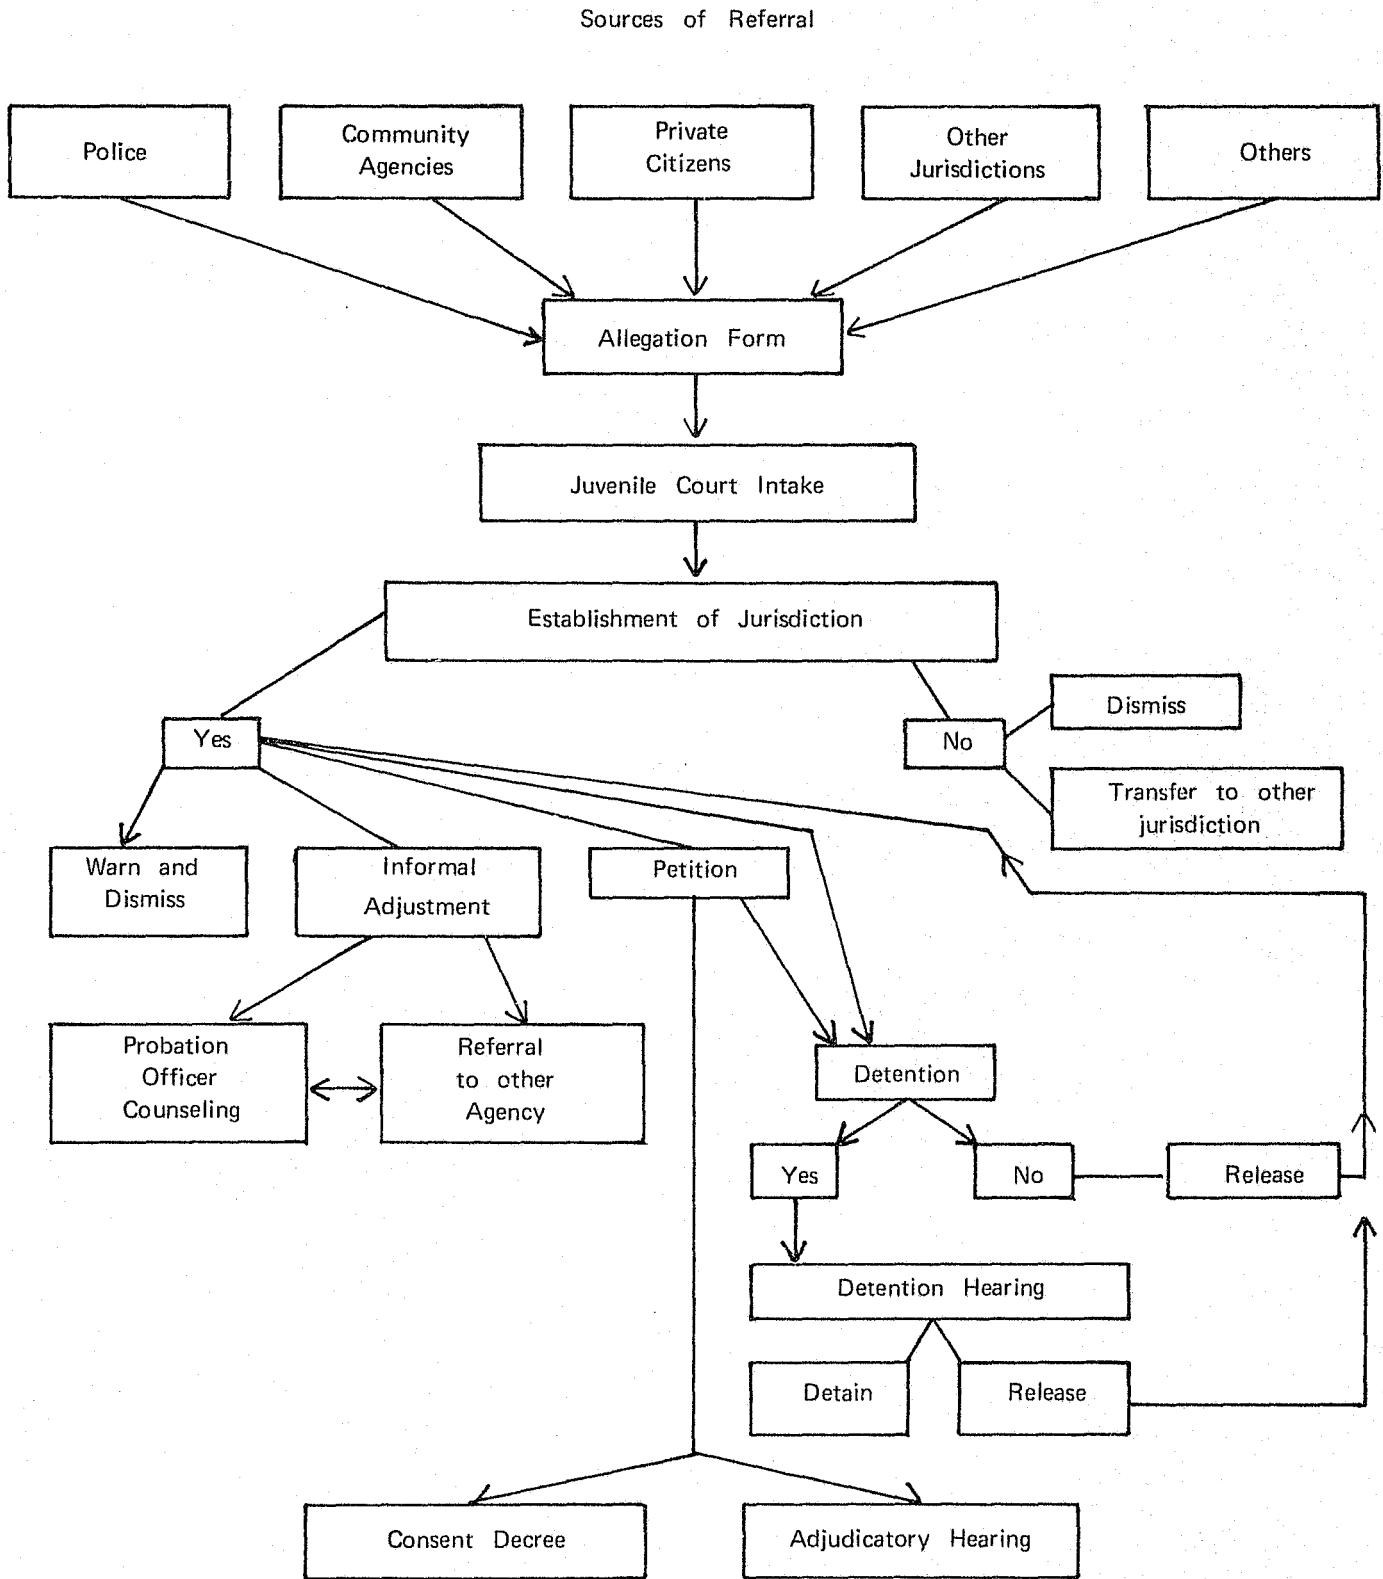 Sources of Referral
Police
Community
Agencies
Private
Citizens
Other
Jurisdictions
Others
Allegation Form
Juvenile Court Intake
Establishment of Jurisdiction
Yes
No
Dismiss
Transfer to other
jurisdiction
Warn and
Dismiss
Informal
Adjustment
Petition
Probation
Officer
Counseling
Referral
to other
Agency
Detention
Yes
No
Release
Detention Hearing
Detain
Release
Consent Decree
Adjudicatory Hearing